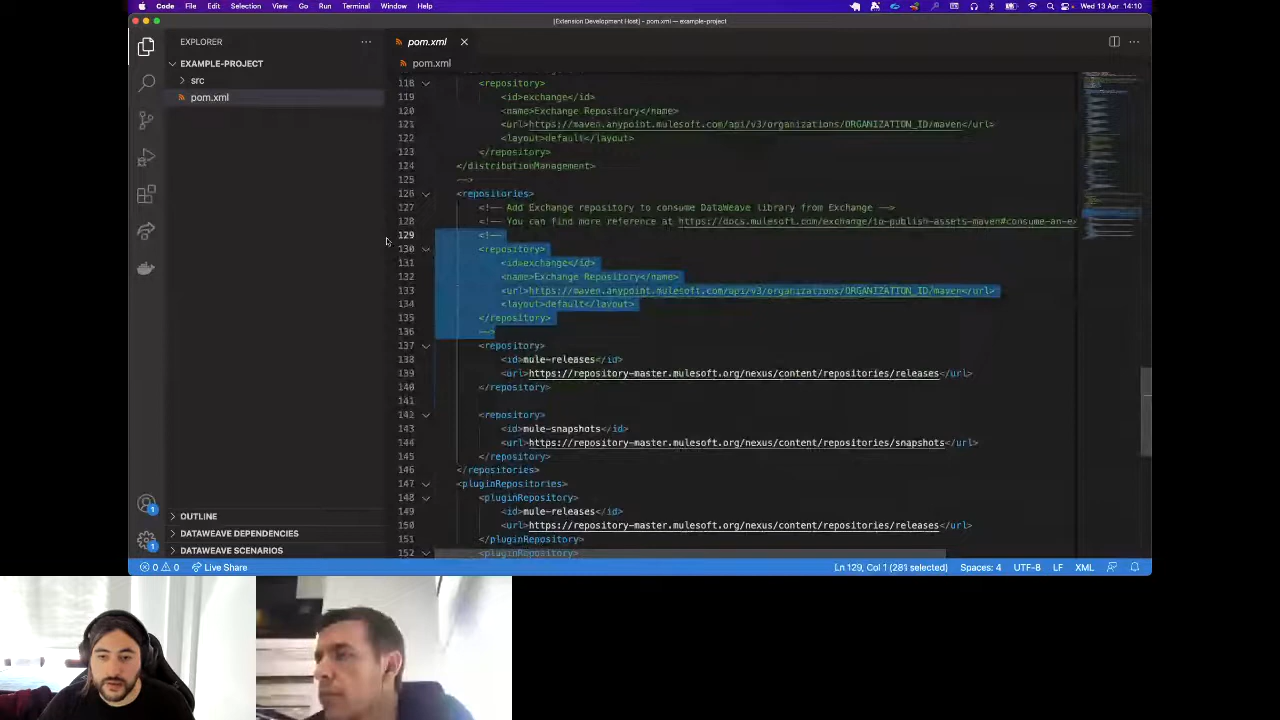 Code File Edit Selection View Go Run Terminal Window Help
Wed 13 Apr 14:10
[Extension Development Host] - pom.xml — example-project
EXPLORER
pom.xml
EXAMPLE-PROJECT
src
pom.xml
pom.xml
118 <repository>
119 <id>exchange</id>
120 <name>Exchange Repository</name>
121 <url>https://maven.anypoint.mulesoft.com/api/v3/organizations/ORGANIZATION_ID/maven</url>
122 <layout>default</layout>
123 </repository>
124 </distributionManagement>
125 -->
126 <repositories>
127 <!-- Add Exchange repository to consume DataWeave library from Exchange -->
128 <!-- You can find more reference at https://docs.mulesoft.com/exchange/to-publish-assets-maven#consume-an-ex
129 <!--
130 <repository>
131 <id>exchange</id>
132 <name>Exchange Repository</name>
133 <url>https://maven.anypoint.mulesoft.com/api/v3/organizations/ORGANIZATION_ID/maven</url>
134 <layout>default</layout>
135 </repository>
136 -->
137 <repository>
138 <id>mule-releases</id>
139 <url>https://repository-master.mulesoft.org/nexus/content/repositories/releases</url>
140 </repository>
141
142 <repository>
143 <id>mule-snapshots</id>
144 <url>https://repository-master.mulesoft.org/nexus/content/repositories/snapshots</url>
145 </repository>
146 </repositories>
147 <pluginRepositories>
148 <pluginRepository>
149 <id>mule-releases</id>
150 <url>https://repository-master.mulesoft.org/nexus/content/repositories/releases</url>
151 </pluginRepository>
152 <pluginRepository>
OUTLINE
DATAWEAVE DEPENDENCIES
DATAWEAVE SCENARIOS
1
1
0 0 Live Share
Ln 129, Col 1 (281 selected) Spaces: 4 UTF-8 LF XML